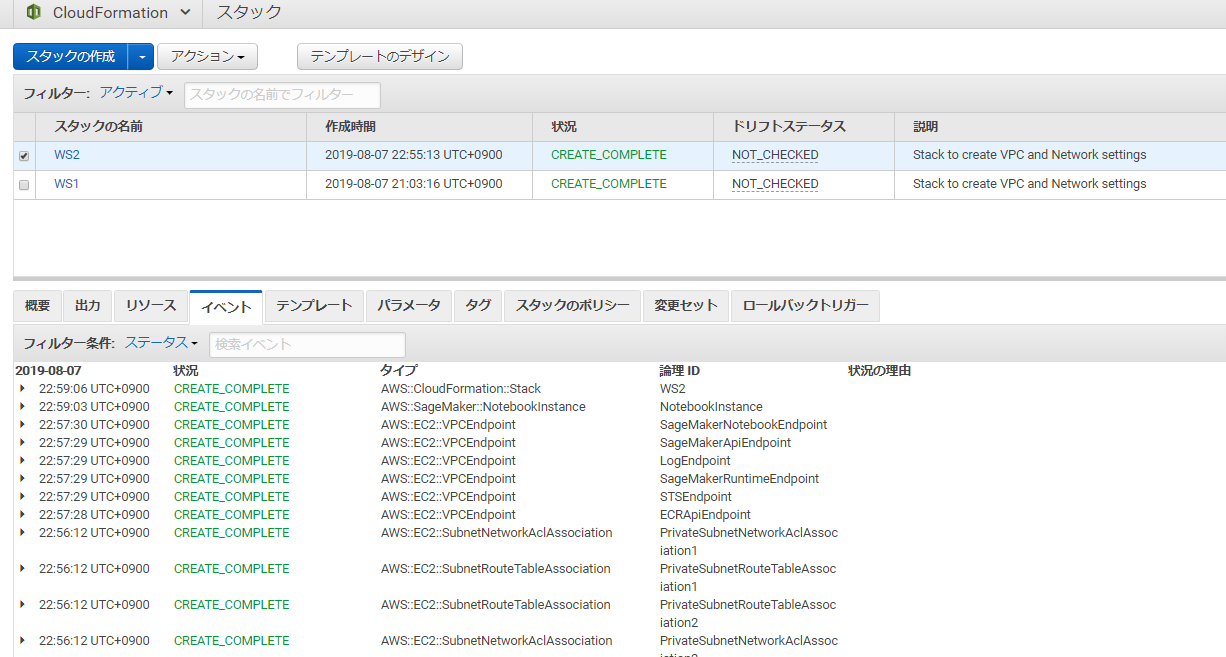 CloudFormation スタック
スタックの作成 アクション テンプレートのデザイン
フィルター: アクティブ スタックの名前でフィルター
スタックの名前 作成時間 状況 ドリフトステータス 説明
WS2 2019-08-07 22:55:13 UTC+0900 CREATE_COMPLETE NOT_CHECKED Stack to create VPC and Network settings
WS1 2019-08-07 21:03:16 UTC+0900 CREATE_COMPLETE NOT_CHECKED Stack to create VPC and Network settings
概要 出力 リソース イベント テンプレート パラメータ タグ スタックのポリシー 変更セット ロールバックトリガー
フィルター条件: ステータス 検索イベント
2019-08-07 状況 タイプ 論理 ID 状況の理由
22:59:06 UTC+0900 CREATE_COMPLETE AWS::CloudFormation::Stack WS2
22:59:03 UTC+0900 CREATE_COMPLETE AWS::SageMaker::NotebookInstance NotebookInstance
22:57:30 UTC+0900 CREATE_COMPLETE AWS::EC2::VPCEndpoint SageMakerNotebookEndpoint
22:57:29 UTC+0900 CREATE_COMPLETE AWS::EC2::VPCEndpoint SageMakerApiEndpoint
22:57:29 UTC+0900 CREATE_COMPLETE AWS::EC2::VPCEndpoint LogEndpoint
22:57:29 UTC+0900 CREATE_COMPLETE AWS::EC2::VPCEndpoint SageMakerRuntimeEndpoint
22:57:29 UTC+0900 CREATE_COMPLETE AWS::EC2::VPCEndpoint STSEndpoint
22:57:28 UTC+0900 CREATE_COMPLETE AWS::EC2::VPCEndpoint ECRApiEndpoint
22:56:12 UTC+0900 CREATE_COMPLETE AWS::EC2::SubnetNetworkAclAssociation PrivateSubnetNetworkAclAssoc
iation1
22:56:12 UTC+0900 CREATE_COMPLETE AWS::EC2::SubnetRouteTableAssociation PrivateSubnetRouteTableAssoc
iation1
22:56:12 UTC+0900 CREATE_COMPLETE AWS::EC2::SubnetRouteTableAssociation PrivateSubnetRouteTableAssoc
iation2
22:56:12 UTC+0900 CREATE_COMPLETE AWS::EC2::SubnetNetworkAclAssociation PrivateSubnetNetworkAclAssoc